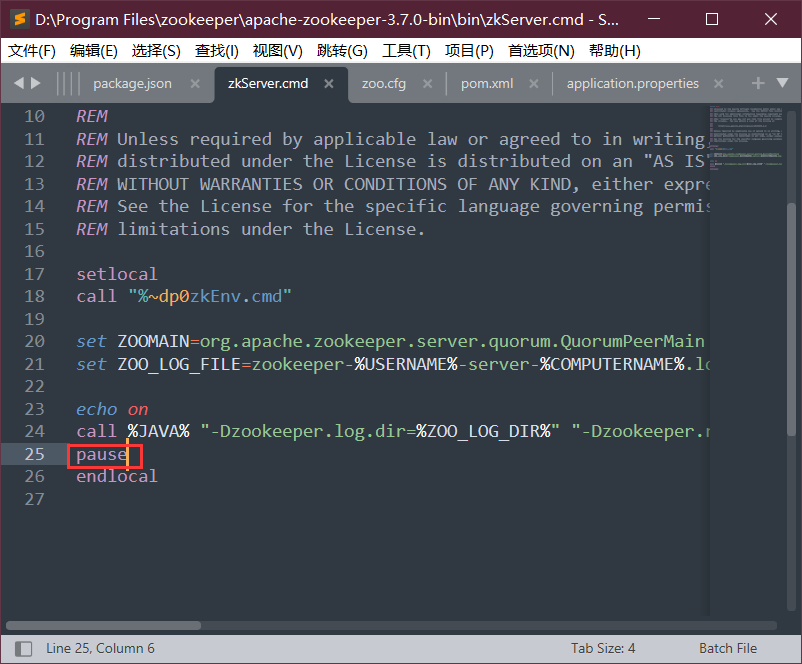 D:\Program Files\zookeeper\apache-zookeeper-3.7.0-bin\bin\zkServer.cmd - S...
文件(F) 编辑(E) 选择(S) 查找(I) 视图(V) 跳转(G) 工具(T) 项目(P) 首选项(N) 帮助(H)
package.json zkServer.cmd zoo.cfg pom.xml application.properties
10 REM
11 REM Unless required by applicable law or agreed to in writing,
12 REM distributed under the License is distributed on an "AS IS"
13 REM WITHOUT WARRANTIES OR CONDITIONS OF ANY KIND, either expre
14 REM See the License for the specific language governing permis
15 REM limitations under the License.
16
17 setlocal
18 call "%~dp0zkEnv.cmd"
19
20 set ZOOMAIN=org.apache.zookeeper.server.quorum.QuorumPeerMain
21 set ZOO_LOG_FILE=zookeeper-%USERNAME%-server-%COMPUTERNAME%.lo
22
23 echo on
24 call %JAVA% "-Dzookeeper.log.dir=%ZOO_LOG_DIR%" "-Dzookeeper.r
25 pause
26 endlocal
27
Line 25, Column 6 Tab Size: 4 Batch File